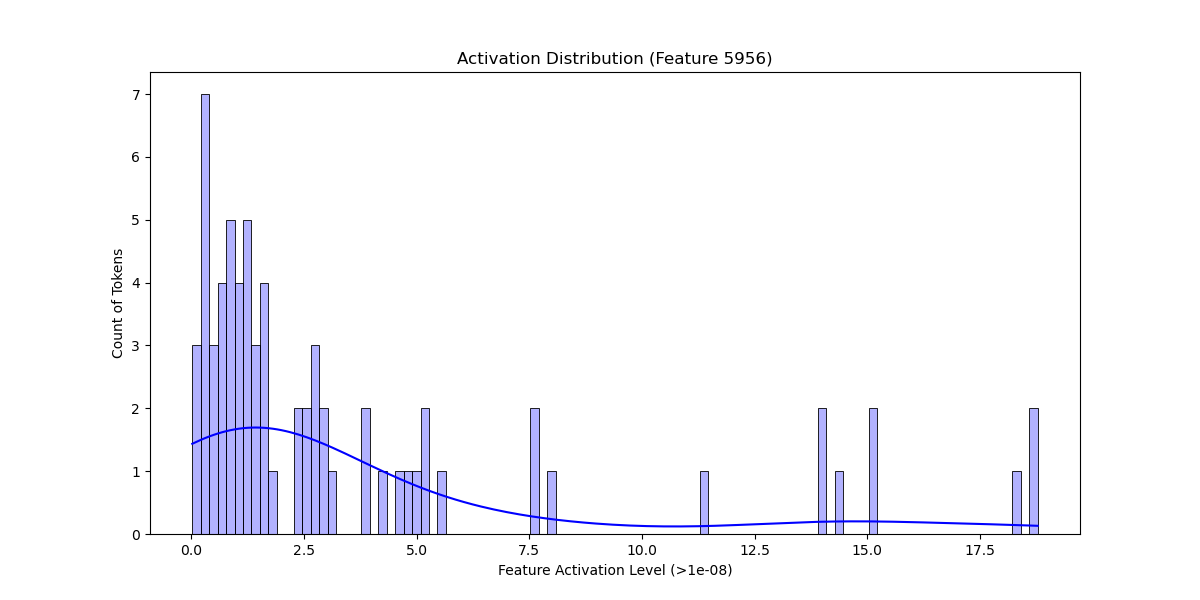 Activation Distribution (Feature 5956)
Count of Tokens
7
6
5
4
3
2
1
0
0.0 2.5 5.0 7.5 10.0 12.5 15.0 17.5
Feature Activation Level (>1e-08)